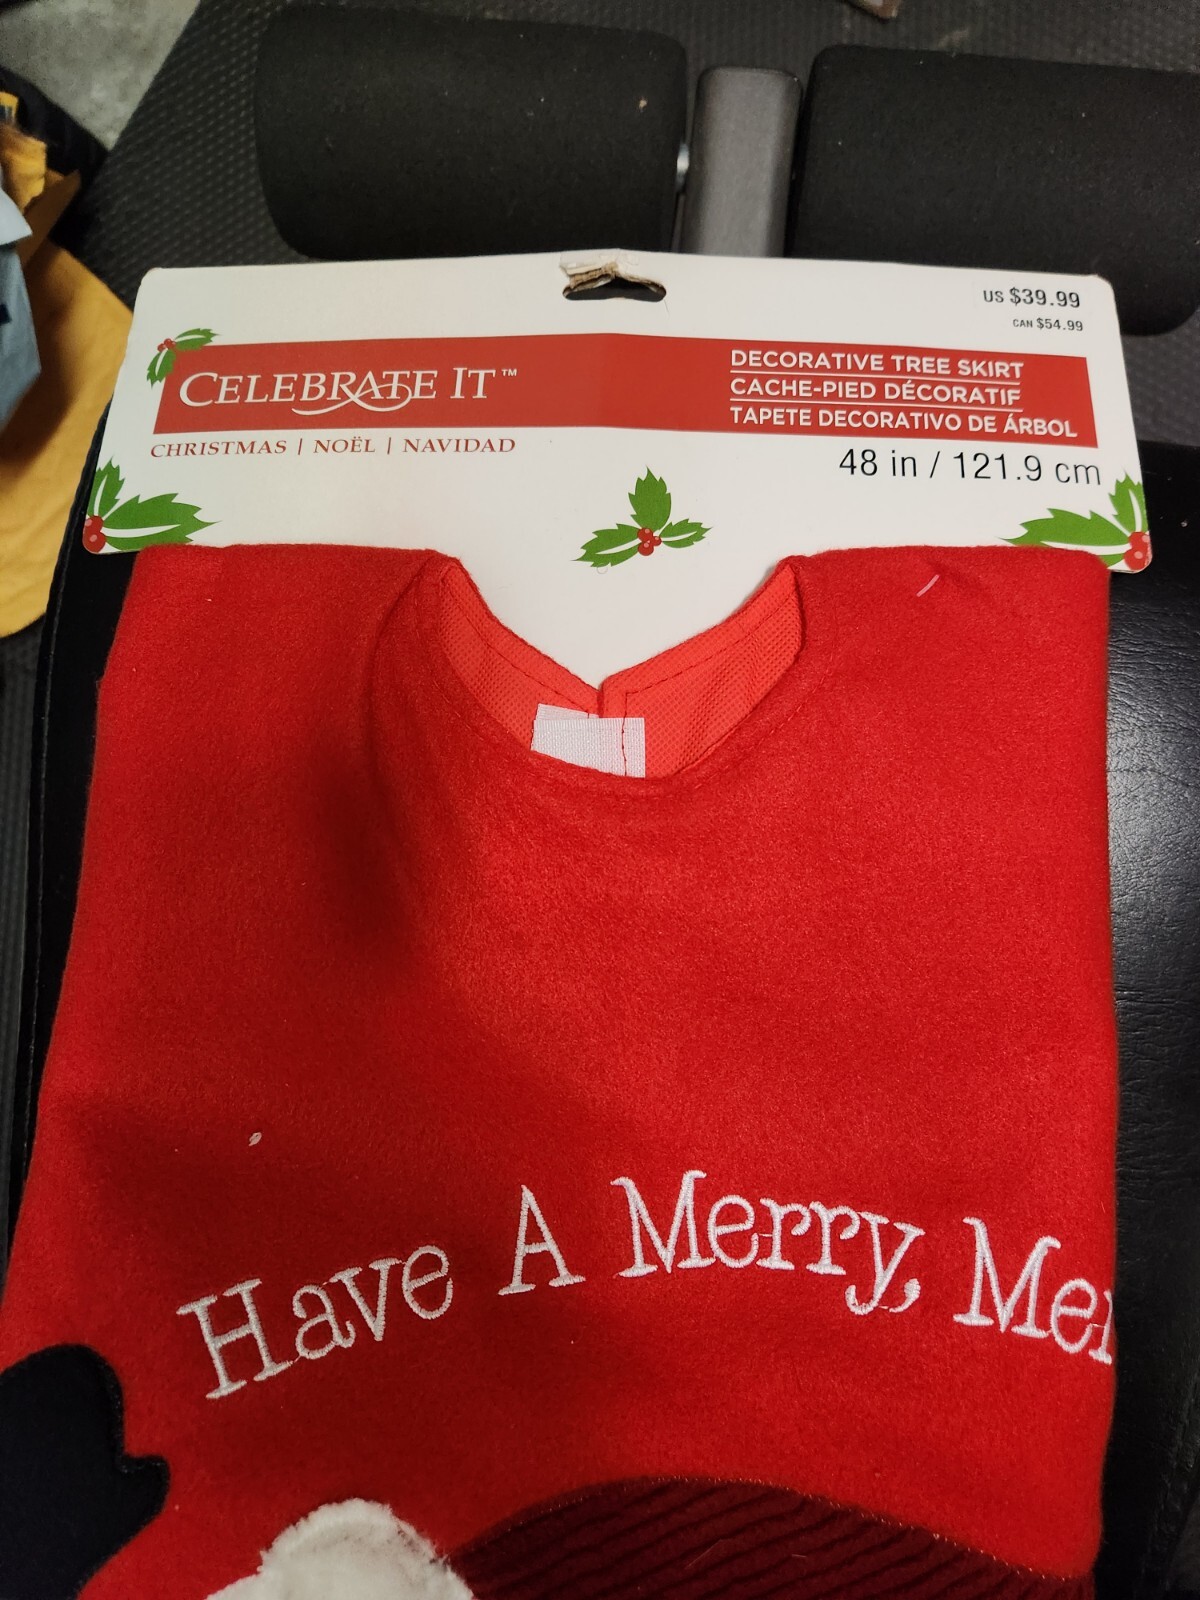 US $39.99
CAN $54.99
CELEBRATE IT™
CHRISTMAS | NOËL | NAVIDAD
DECORATIVE TREE SKIRT
CACHE-PIED DÉCORATIF
TAPETE DECORATIVO DE ÁRBOL
48 in / 121.9 cm
Have A Merry, Mer